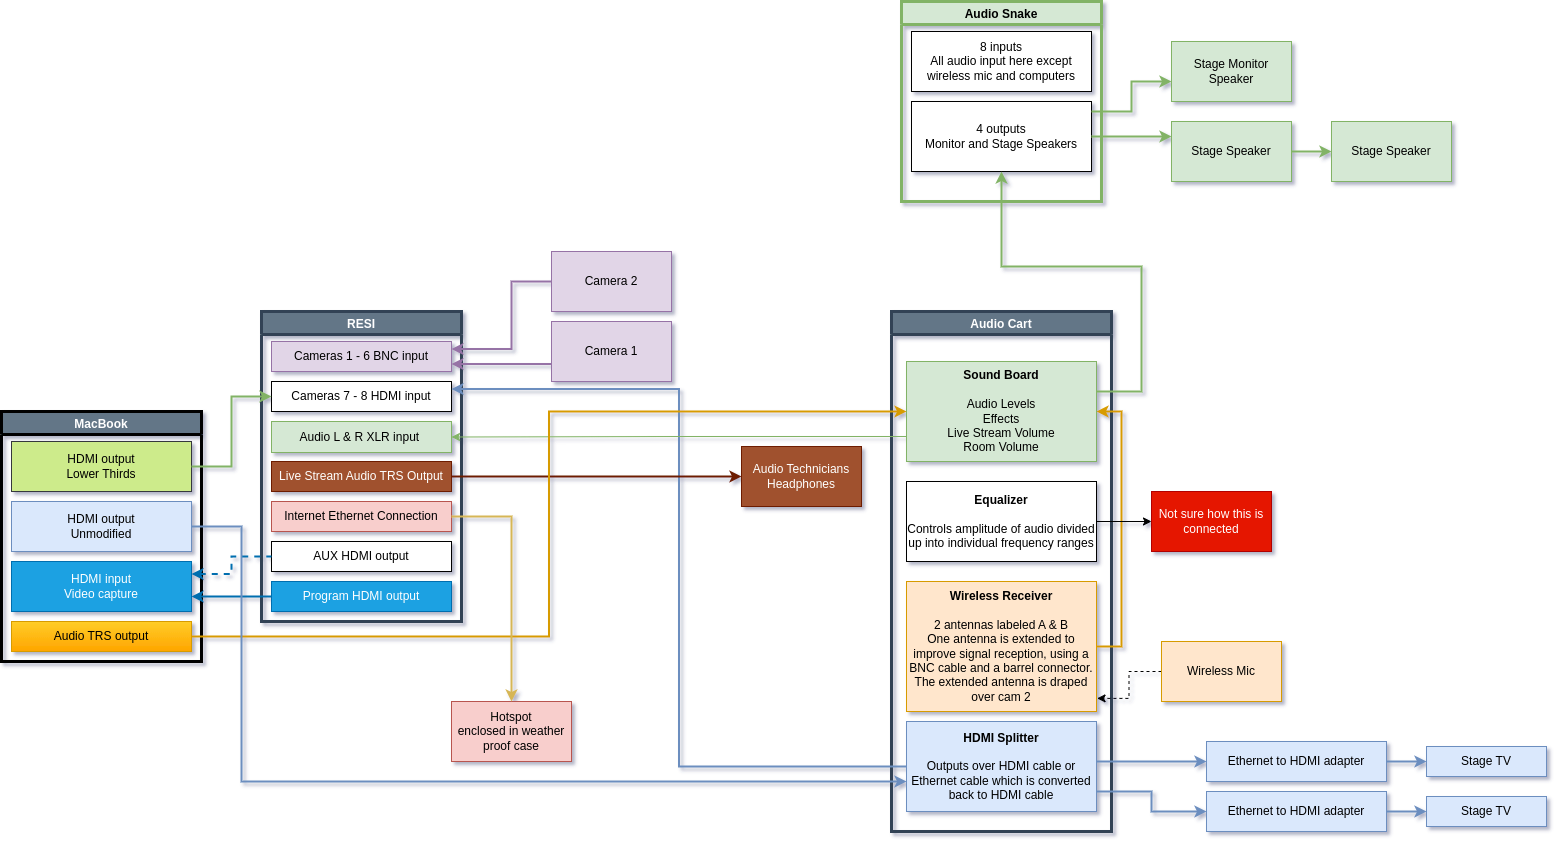 Audio Snake
8 inputs
All audio input here except
wireless mic and computers
4 outputs
Monitor and Stage Speakers
Stage Monitor
Speaker
Stage Speaker
Stage Speaker
Camera 2
Camera 1
RESI
Cameras 1 - 6 BNC input
Cameras 7 - 8 HDMI input
Audio L & R XLR input
Live Stream Audio TRS Output
Internet Ethernet Connection
AUX HDMI output
Program HDMI output
MacBook
HDMI output
Lower Thirds
HDMI output
Unmodified
HDMI input
Video capture
Audio TRS output
Audio Technicians
Headphones
Hotspot
enclosed in weather
proof case
Audio Cart
Sound Board
Audio Levels
Effects
Live Stream Volume
Room Volume
Equalizer
Controls amplitude of audio divided
up into individual frequency ranges
Not sure how this is
connected
Wireless Receiver
2 antennas labeled A & B
One antenna is extended to
improve signal reception, using a
BNC cable and a barrel connector.
The extended antenna is draped
over cam 2
Wireless Mic
HDMI Splitter
Outputs over HDMI cable or
Ethernet cable which is converted
back to HDMI cable
Ethernet to HDMI adapter
Stage TV
Ethernet to HDMI adapter
Stage TV